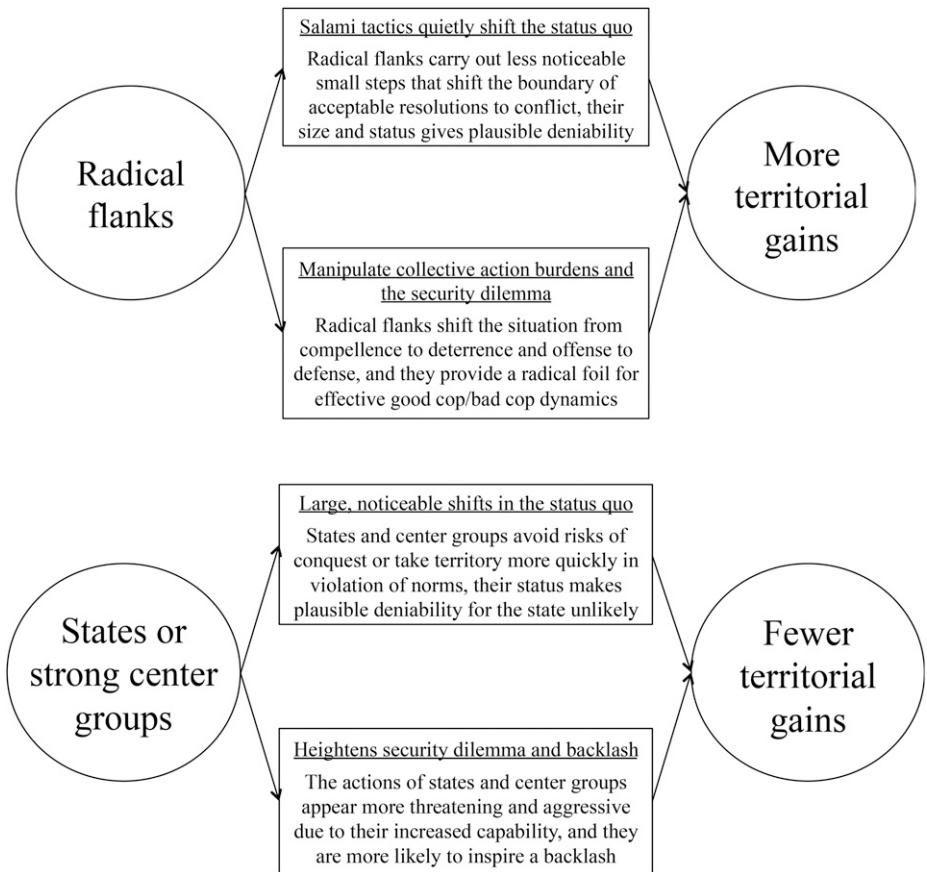 Salami tactics quietly shift the status quo
Radical flanks carry out less noticeable
small steps that shift the boundary of
acceptable resolutions to conflict, their
size and status gives plausible deniability
Radical
flanks
More
territorial
gains
Manipulate collective action burdens and
the security dilemma
Radical flanks shift the situation from
compellence to deterrence and offense to
defense, and they provide a radical foil for
effective good cop/bad cop dynamics
Large, noticeable shifts in the status quo
States and center groups avoid risks of
conquest or take territory more quickly in
violation of norms, their status makes
plausible deniability for the state unlikely
States or
strong center
groups
Fewer
territorial
gains
Heightens security dilemma and backlash
The actions of states and center groups
appear more threatening and aggressive
due to their increased capability, and they
are more likely to inspire a backlash